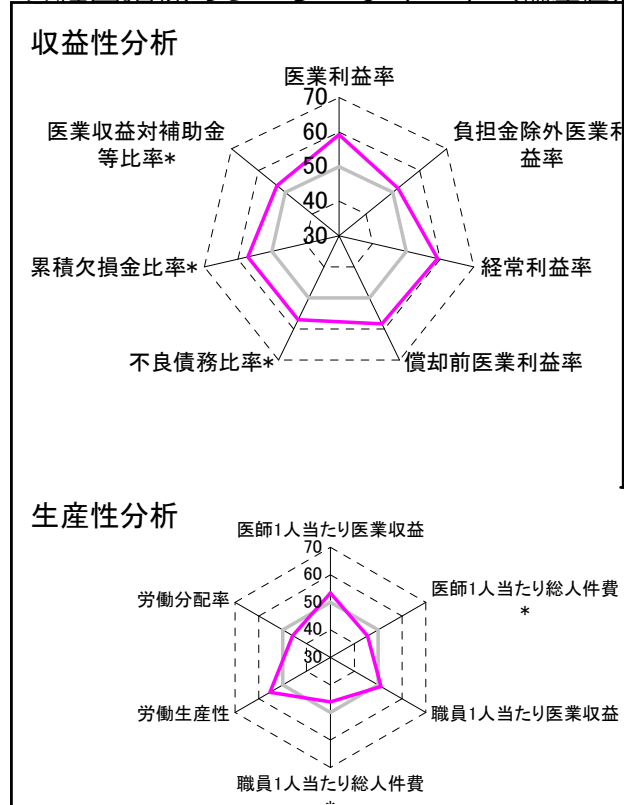 収益性分析
医業利益率
70
60
50
40
30
医業収益対補助金
等比率*
負担金除外医業利
益率
累積欠損金比率*
経常利益率
不良債務比率*
償却前医業利益率
生産性分析
医師1人当たり医業収益
70
60
50
40
30
労働分配率
医師1人当たり総人件費
*
労働生産性
職員1人当たり医業収益
職員1人当たり総人件費
*